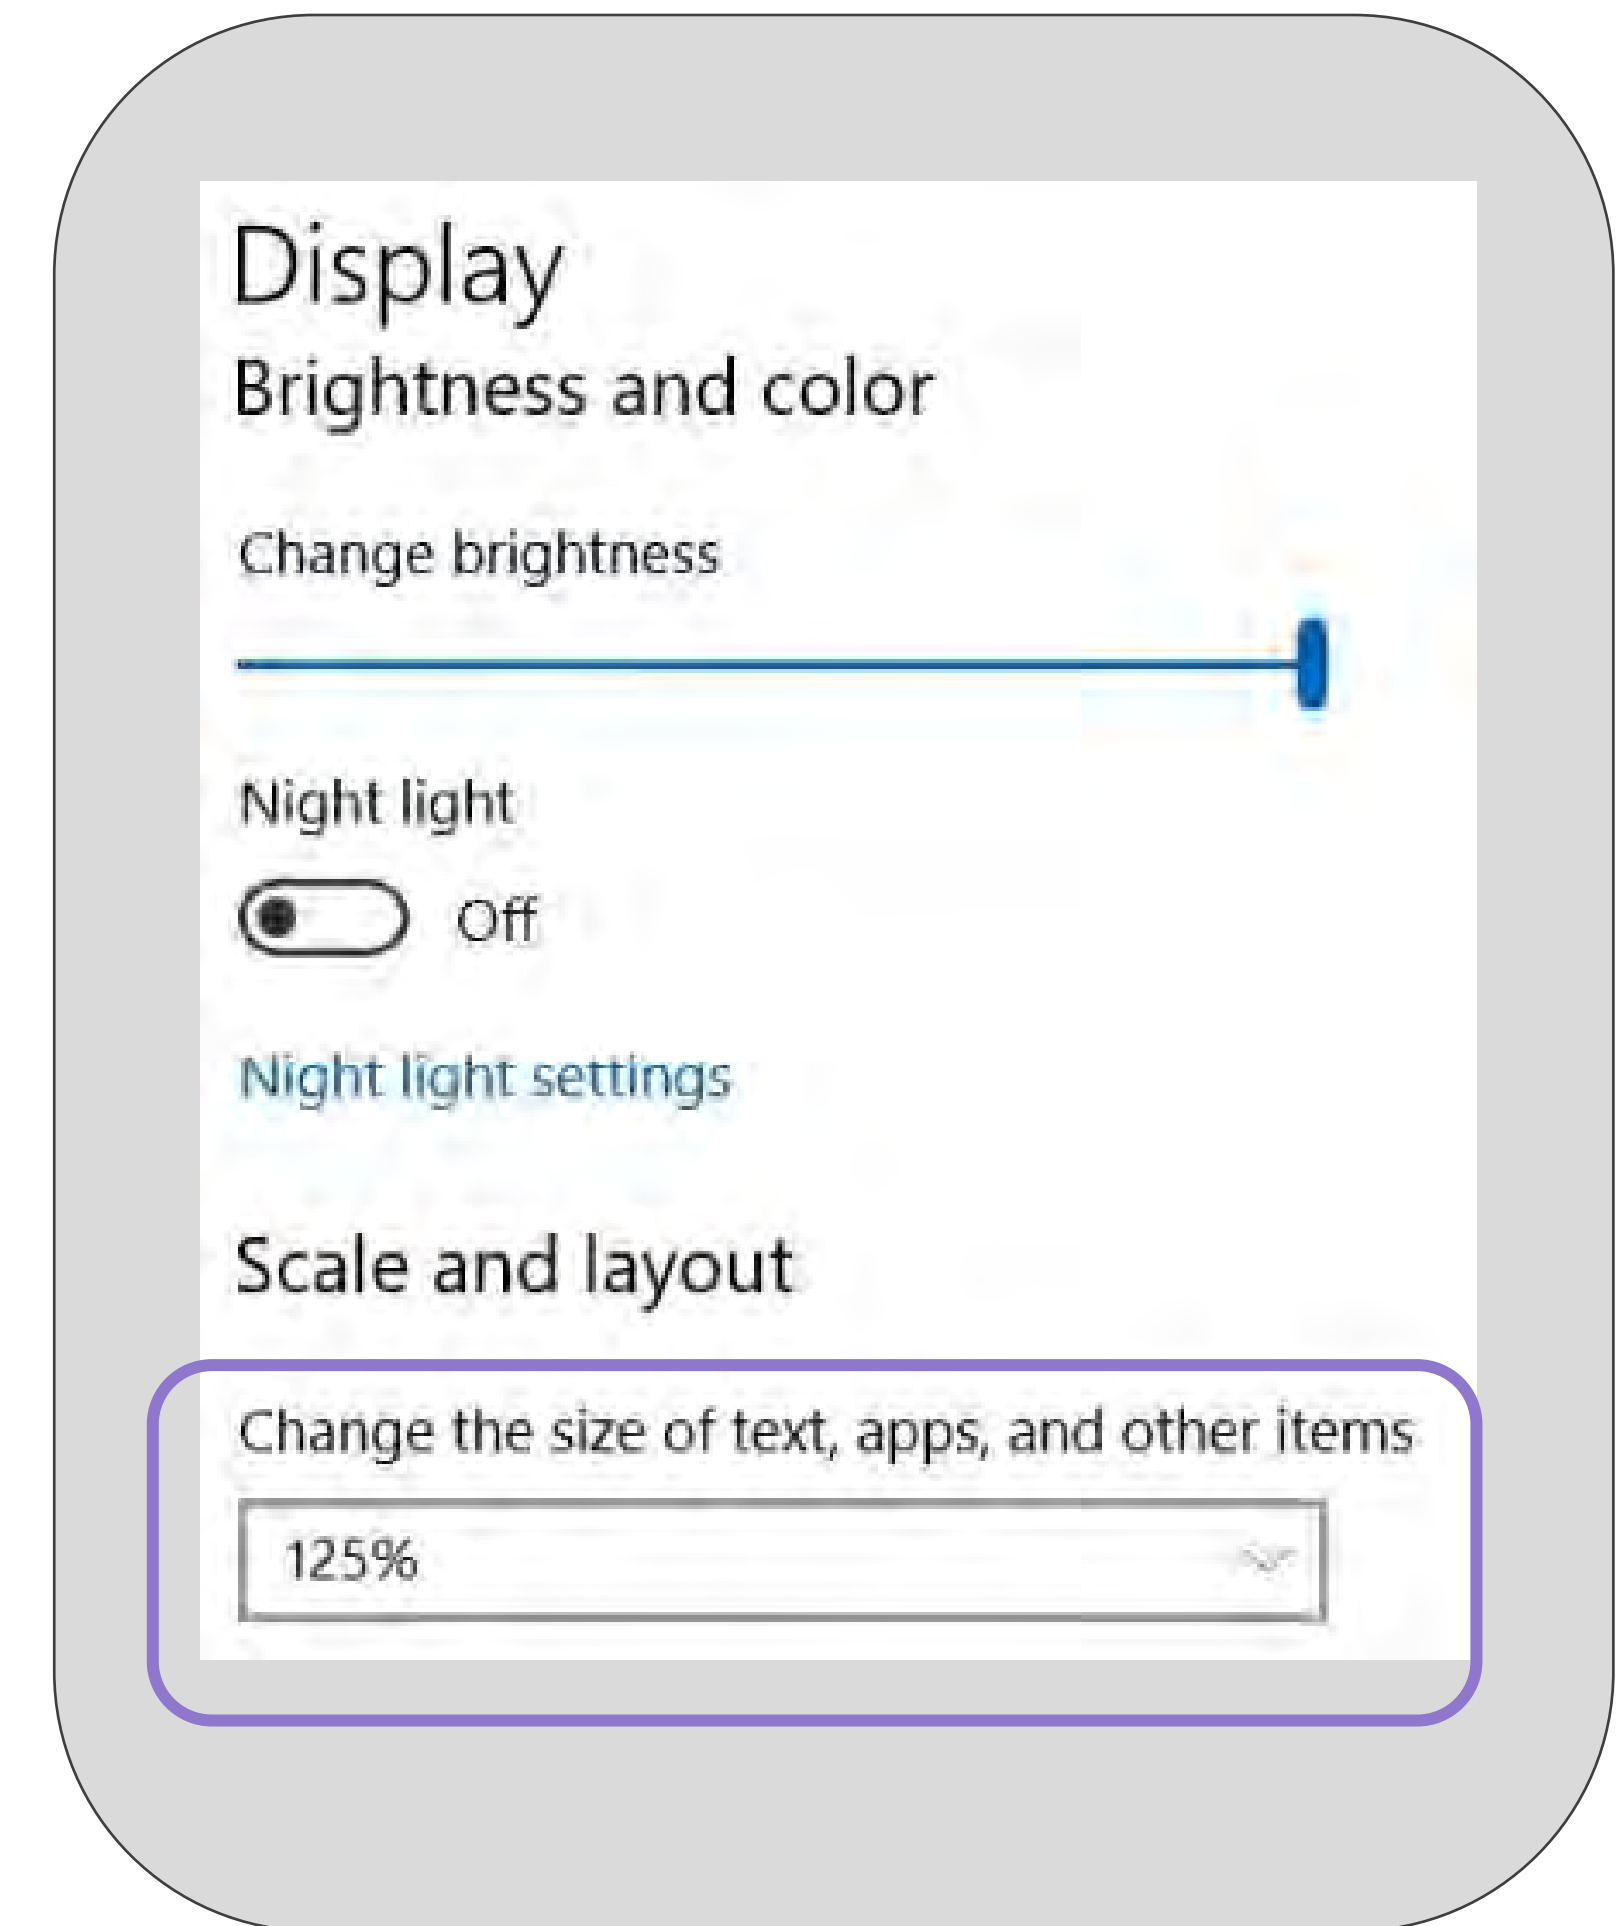 Display
Brightness and color
Change brightness
Night light
Off
Night light settings
Scale and layout
Change the size of text, apps, and other items
125%